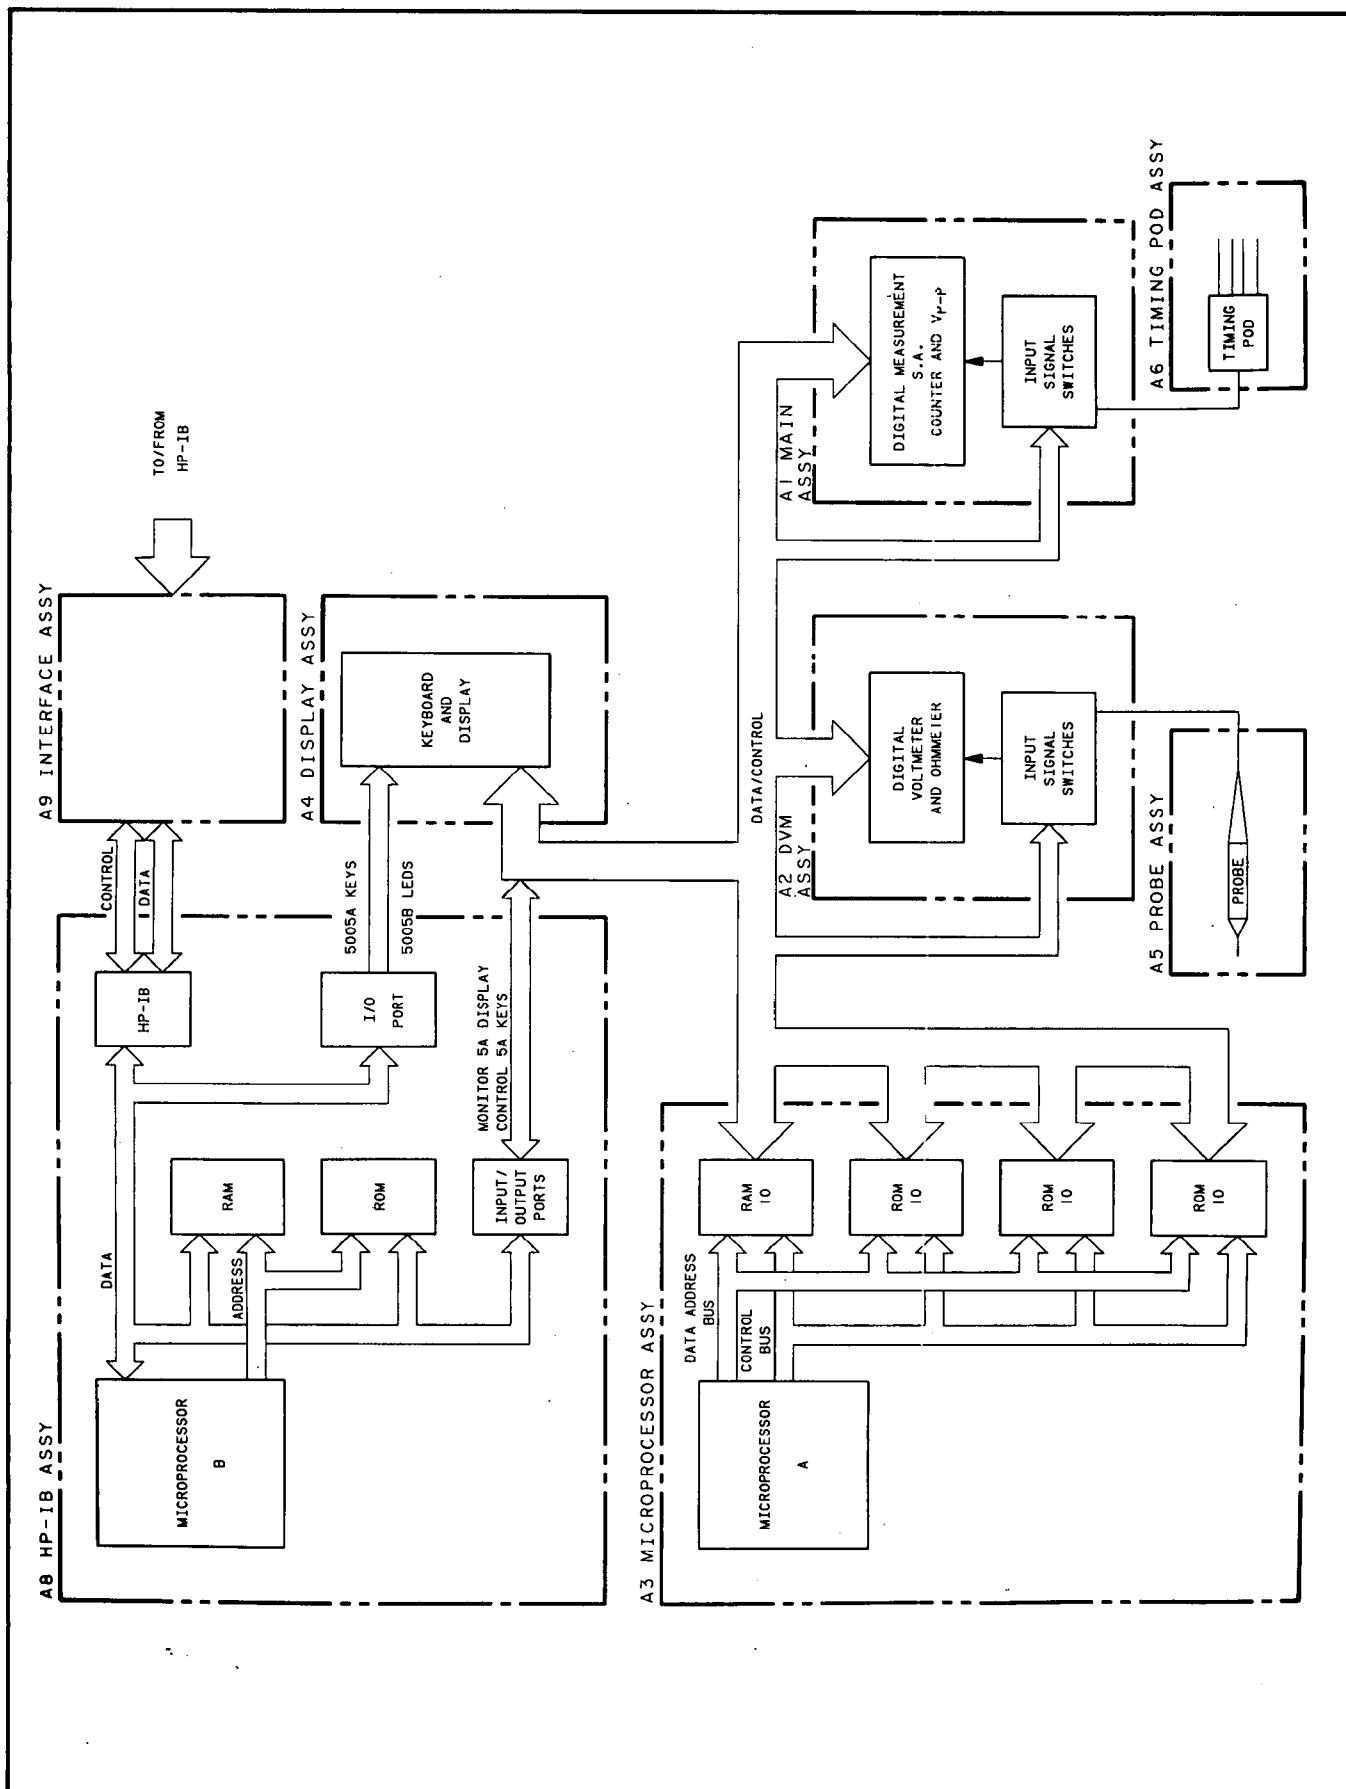 A8 HP-IB ASSY
MICROPROCESSOR
B
DATA
ADDRESS
RAM
ROM
INPUT/
OUTPUT
PORTS
HP-IB
I/O
PORT
MONITOR 5A DISPLAY
CONTROL 5A KEYS
CONTROL
DATA
5005A KEYS
5005B LEDS
A9 INTERFACE ASSY
TO/FROM
HP-IB
A4 DISPLAY ASSY
KEYBOARD
AND
DISPLAY
A3 MICROPROCESSOR ASSY
MICROPROCESSOR
A
DATA ADDRESS
BUS
CONTROL
BUS
RAM
IO
ROM
IO
ROM
IO
ROM
IO
DATA/CONTROL
A2 DVM
ASSY
DIGITAL
VOLTMETER
AND OHMMETER
INPUT
SIGNAL
SWITCHES
A5 PROBE ASSY
PROBE
A1 MAIN
ASSY
DIGITAL MEASUREMENT
S.A.
COUNTER AND VP-P
INPUT
SIGNAL
SWITCHES
A6 TIMING POD ASSY
TIMING
POD